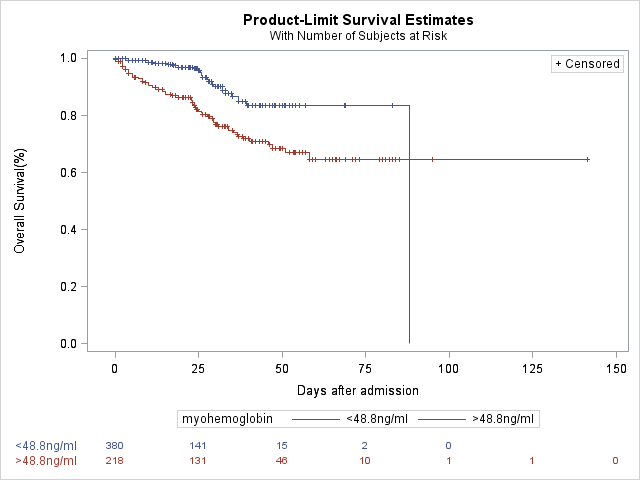 Product-Limit Survival Estimates
With Number of Subjects at Risk
+ Censored
1.0
0.8
0.6
0.4
0.2
0.0
Overall Survival(%)
0 25 50 75 100 125 150
Days after admission
myohemoglobin <48.8ng/ml >48.8ng/ml
<48.8ng/ml 380 141 15 2 0
>48.8ng/ml 218 131 46 10 1 1 0